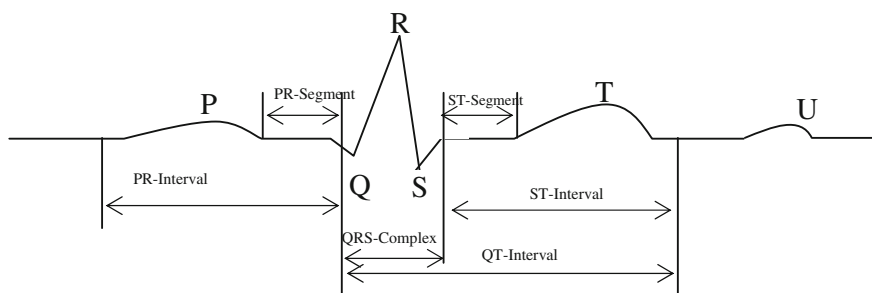 R
PR-Segment
ST-Segment
P
T
U
PR-Interval
Q
S
ST-Interval
QRS-Complex
QT-Interval